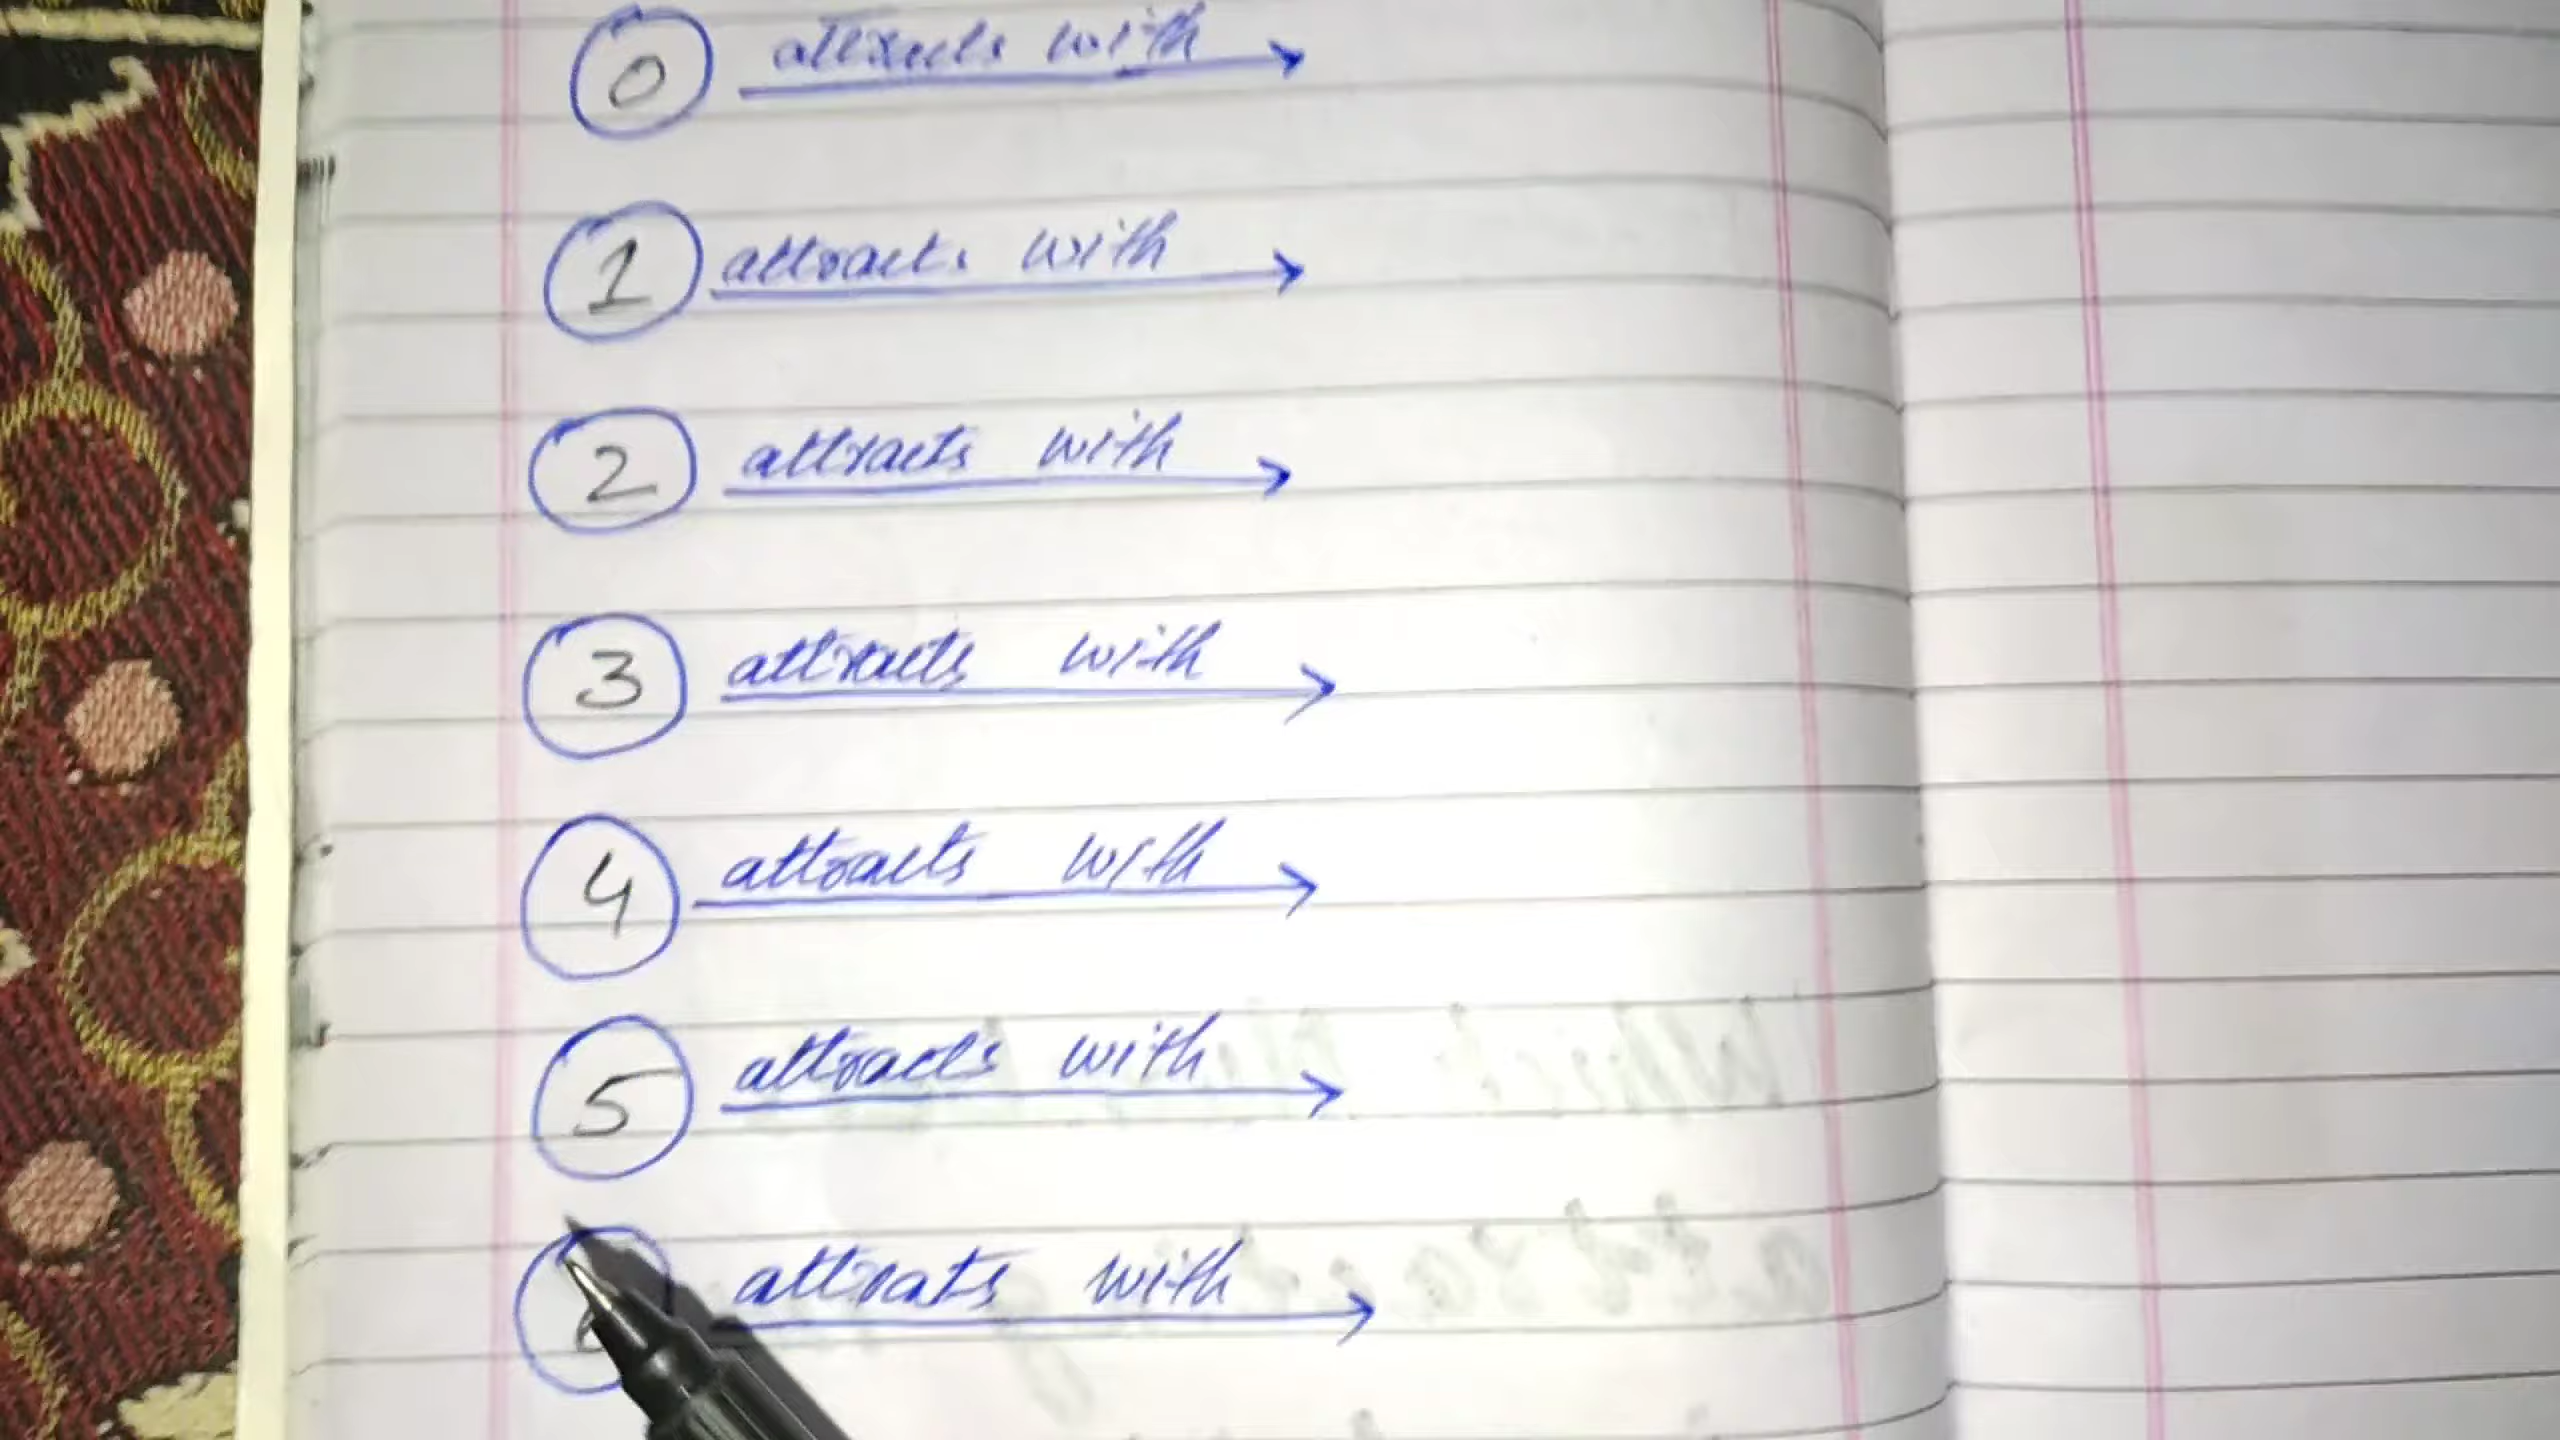 0 attracts with
1 attracts with
2 attracts with
3 attracts with
4 attracts with
5 attracts with
attrats with